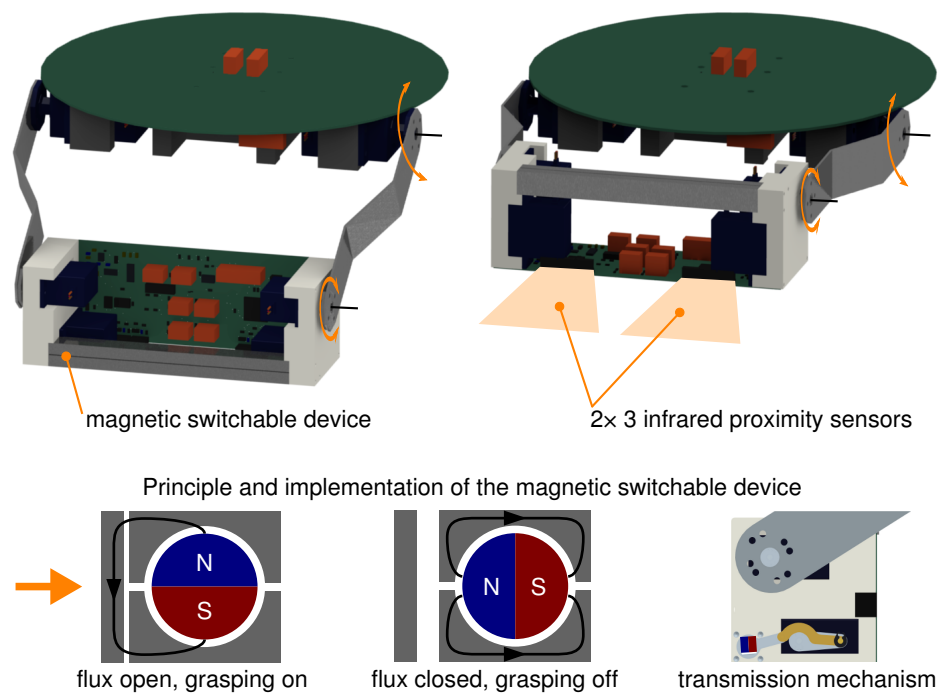 magnetic switchable device
2× 3 infrared proximity sensors
Principle and implementation of the magnetic switchable device
N
S
N S
flux open, grasping on
flux closed, grasping off
transmission mechanism